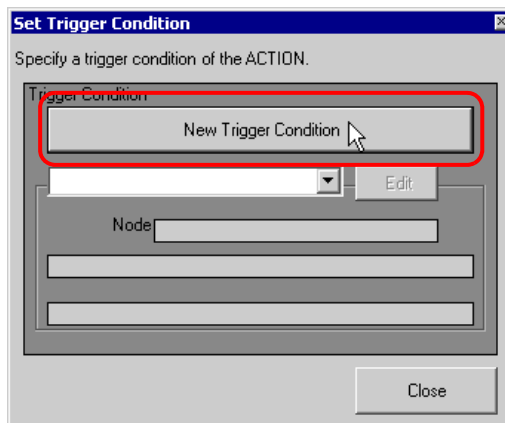 Set Trigger Condition
Specify a trigger condition of the ACTION.
Trigger Condition
New Trigger Condition
Edit
Node
Close